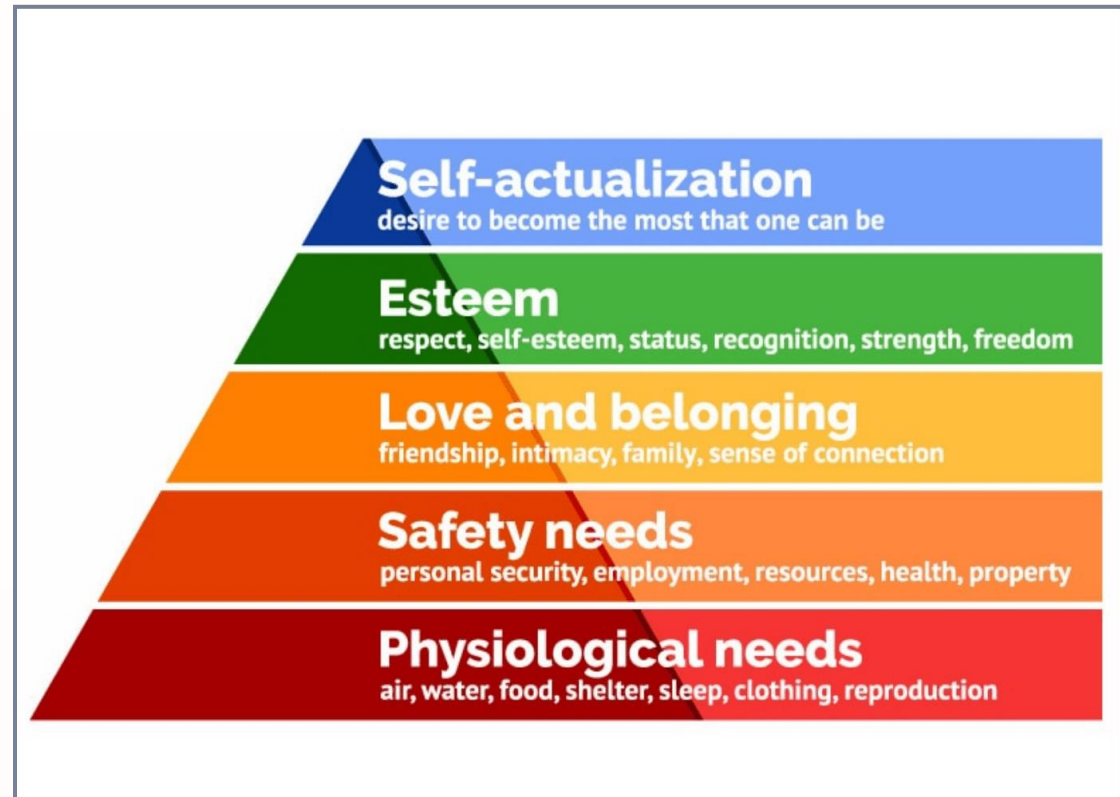 Self-actualization
desire to become the most that one can be
Esteem
respect, self-esteem, status, recognition, strength, freedom
Love and belonging
friendship, intimacy, family, sense of connection
Safety needs
personal security, employment, resources, health, property
Physiological needs
air, water, food, shelter, sleep, clothing, reproduction